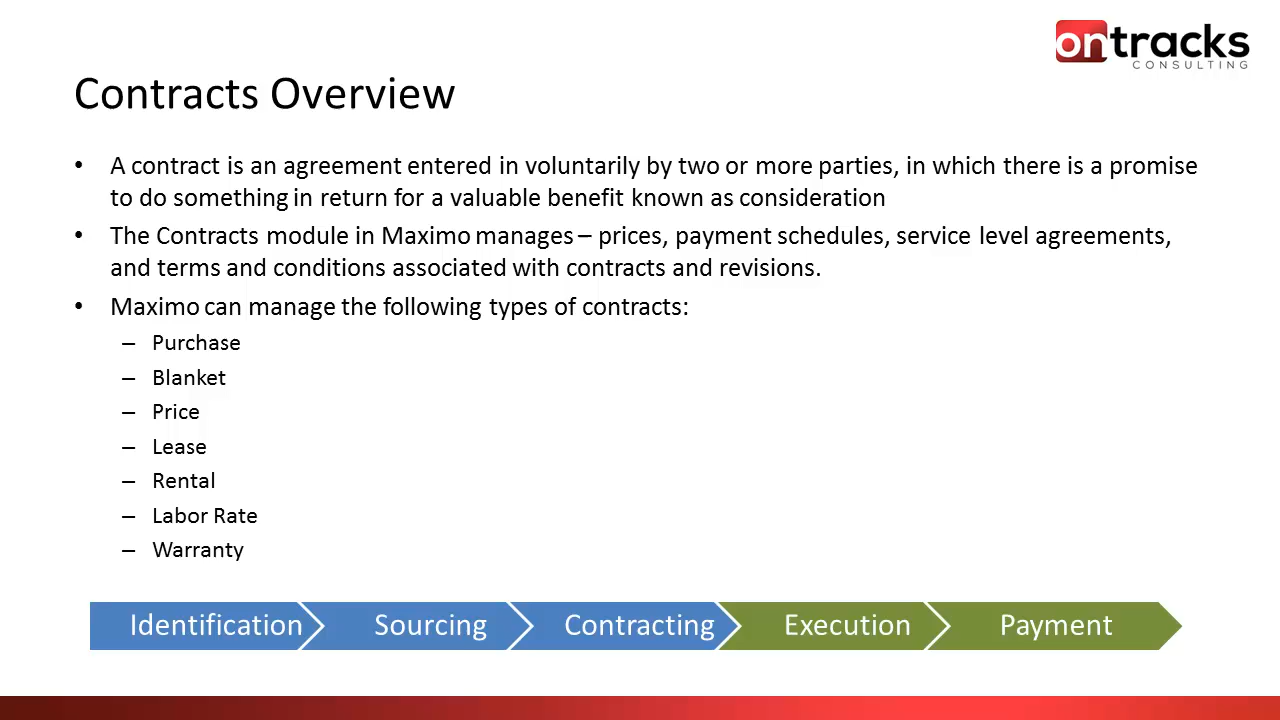 ontracks
CONSULTING
Contracts Overview
• A contract is an agreement entered in voluntarily by two or more parties, in which there is a promise
to do something in return for a valuable benefit known as consideration
• The Contracts module in Maximo manages – prices, payment schedules, service level agreements,
and terms and conditions associated with contracts and revisions.
• Maximo can manage the following types of contracts:
– Purchase
– Blanket
– Price
– Lease
– Rental
– Labor Rate
– Warranty
Identification Sourcing Contracting Execution Payment